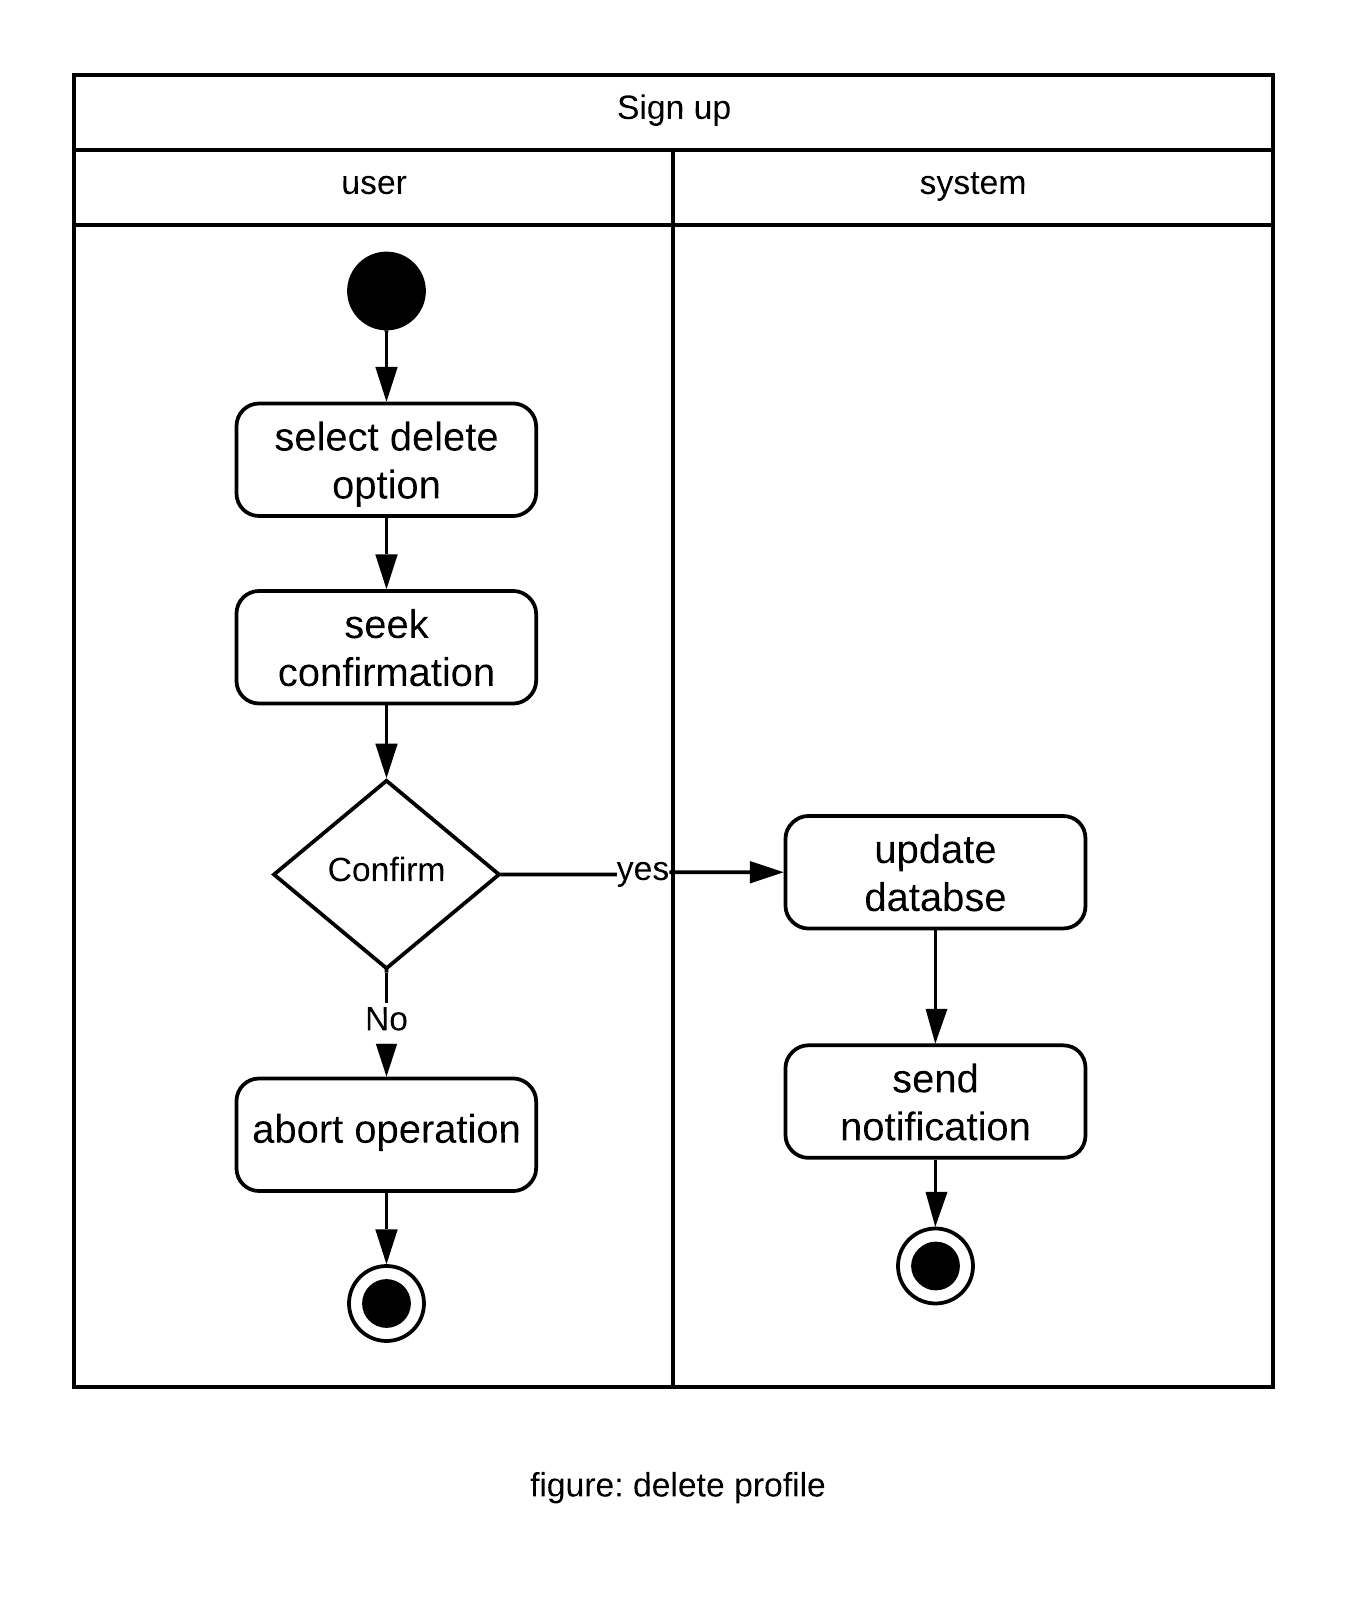 Sign up
user
system
select delete
option
seek
confirmation
Confirm
yes
update
databse
No
send
notification
abort operation
figure: delete profile